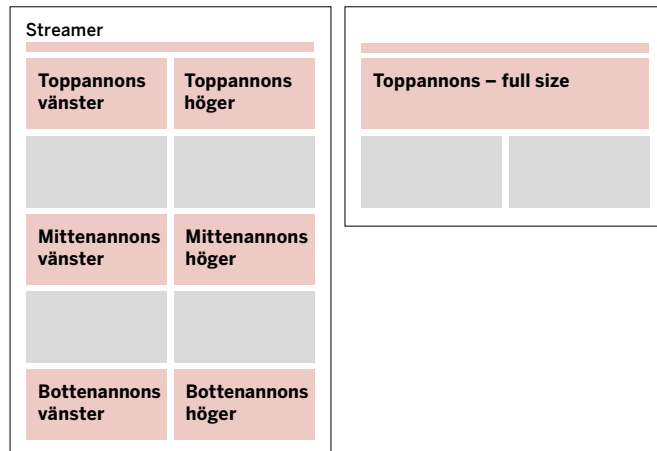 Streamer
Toppannons
vänster
Toppannons
höger
Mittenannons
vänster
Mittenannons
höger
Bottenannons
vänster
Bottenannons
höger
Toppannons – full size